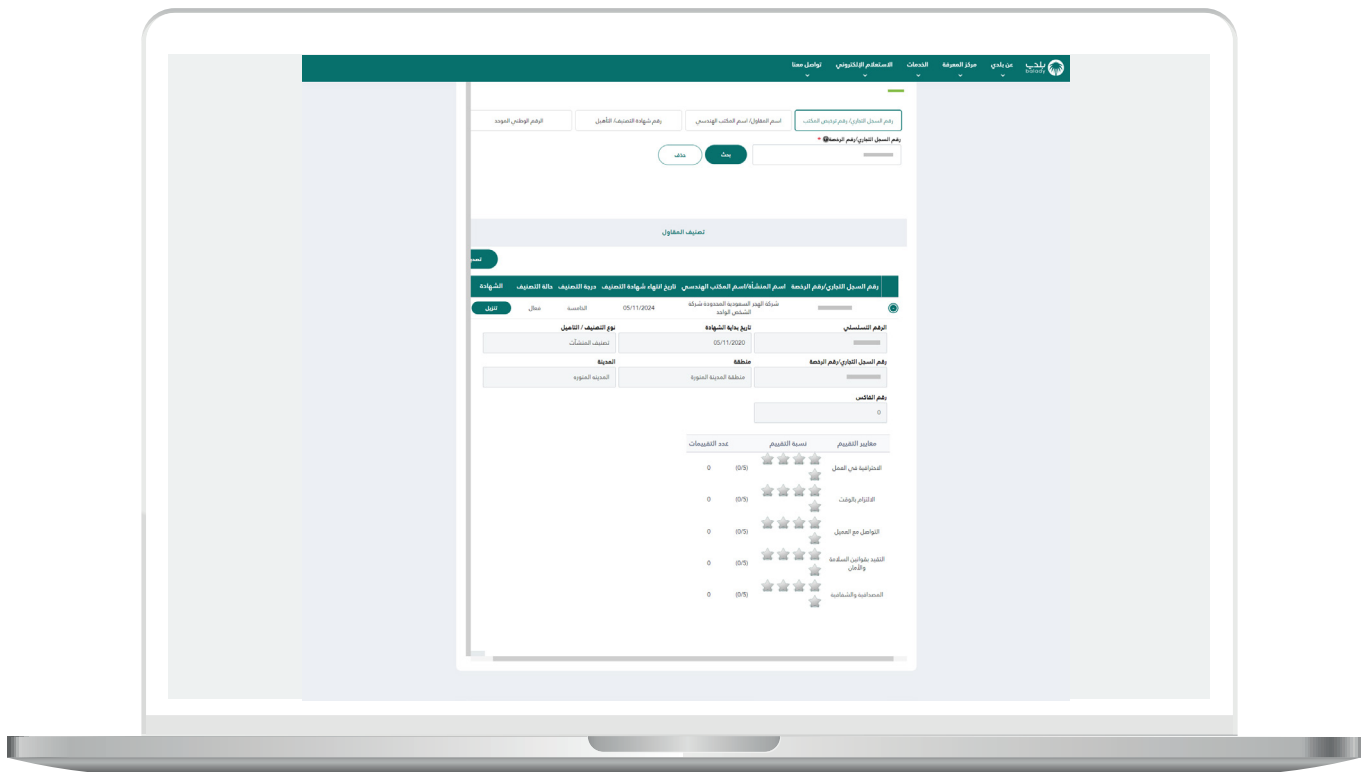 بلدي
balady
عن بلدي
مركز المعرفة
الخدمات
الاستعلام الإلكتروني
تواصل معنا
رقم السجل التجاري/ رقم ترخيص المكتب
اسم المقاول/ اسم المكتب الهندسي
رقم شهادة التصنيف/ التأهيل
الرقم الوطني الموحد
رقم السجل التجاري/رقم الرخصة *
بحث
حذف
تصنيف المقاول
تصدير
رقم السجل التجاري/رقم الرخصة اسم المنشأة/اسم المكتب الهندسي تاريخ انتهاء شهادة التصنيف درجة التصنيف حالة التصنيف الشهادة
شركة الهجر السعودية المحدودة شركة
الشخص الواحد
05/11/2024
الخامسة
فعال
تنزيل
الرقم التسلسلي
تاريخ بداية الشهادة
نوع التصنيف / التاهيل
05/11/2020
تصنيف المنشآت
رقم السجل التجاري/رقم الرخصة
منطقة
المدينة
منطقة المدينة المنورة
المدينه المنوره
رقم الفاكس
0
معايير التقييم نسبة التقييم عدد التقييمات
الاحترافية في العمل (0/5) 0
الالتزام بالوقت (0/5) 0
التواصل مع العميل (0/5) 0
التقيد بقوانين السلامة
والأمان (0/5) 0
المصداقية والشفافية (0/5) 0